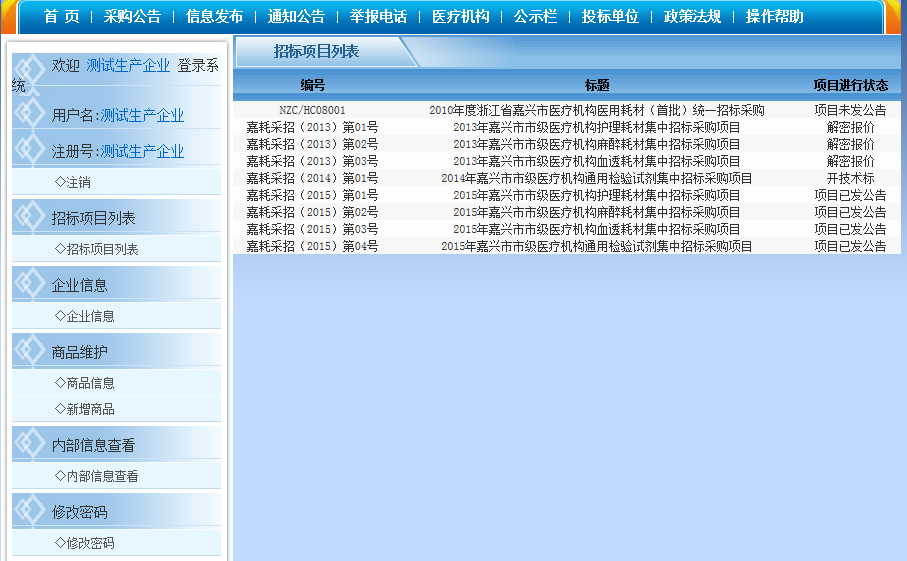 首 页 | 采购公告 | 信息发布 | 通知公告 | 举报电话 | 医疗机构 | 公示栏 | 投标单位 | 政策法规 | 操作帮助
欢迎 测试生产企业 登录系
统
用户名:测试生产企业
注册号:测试生产企业
◇注销
招标项目列表
◇招标项目列表
企业信息
◇企业信息
商品维护
◇商品信息
◇新增商品
内部信息查看
◇内部信息查看
修改密码
◇修改密码
招标项目列表
编号 标题 项目进行状态
NZC/HC08001 2010年度浙江省嘉兴市医疗机构医用耗材（首批）统一招标采购 项目未发公告
嘉耗采招（2013）第01号 2013年嘉兴市市级医疗机构护理耗材集中招标采购项目 解密报价
嘉耗采招（2013）第02号 2013年嘉兴市市级医疗机构麻醉耗材集中招标采购项目 解密报价
嘉耗采招（2013）第03号 2013年嘉兴市市级医疗机构血透耗材集中招标采购项目 解密报价
嘉耗采招（2014）第01号 2014年嘉兴市市级医疗机构通用检验试剂集中招标采购项目 开技术标
嘉耗采招（2015）第01号 2015年嘉兴市市级医疗机构护理耗材集中招标采购项目 项目已发公告
嘉耗采招（2015）第02号 2015年嘉兴市市级医疗机构麻醉耗材集中招标采购项目 项目已发公告
嘉耗采招（2015）第03号 2015年嘉兴市市级医疗机构血透耗材集中招标采购项目 项目已发公告
嘉耗采招（2015）第04号 2015年嘉兴市市级医疗机构通用检验试剂集中招标采购项目 项目已发公告